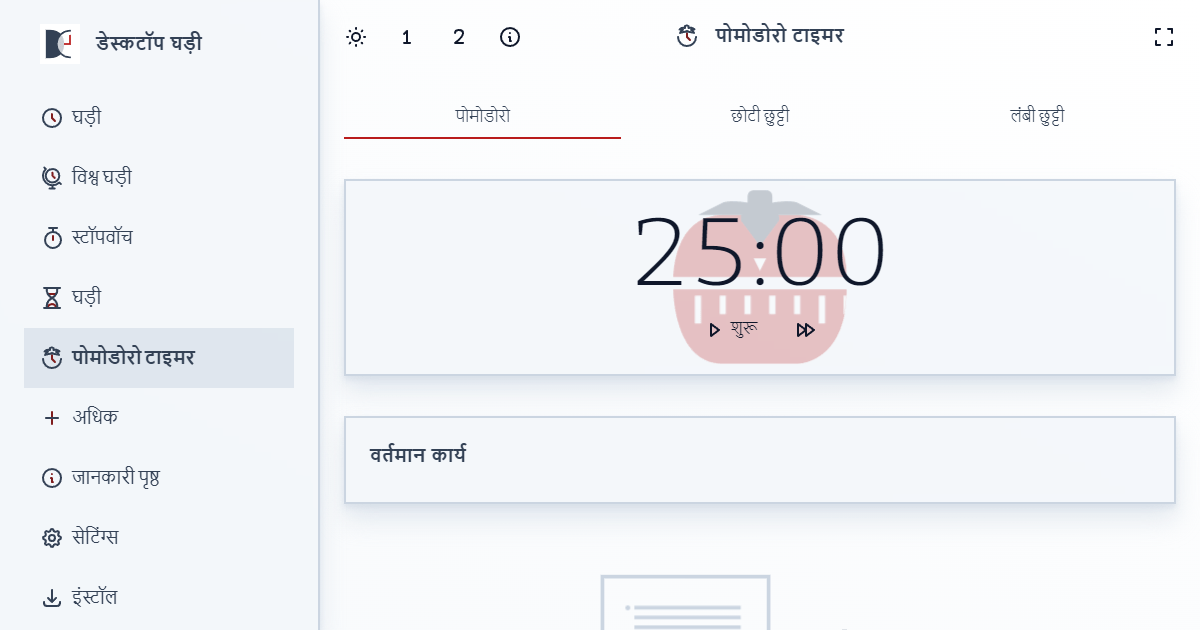 डेस्कटॉप घड़ी
घड़ी
विश्व घड़ी
स्टॉपवॉच
घड़ी
पोमोडोरो टाइमर
अधिक
जानकारी पृष्ठ
सेटिंग्स
इंस्टॉल
1 2
पोमोडोरो टाइमर
पोमोडोरो छोटी छुट्टी लंबी छुट्टी
25:00
शुरू
वर्तमान कार्य